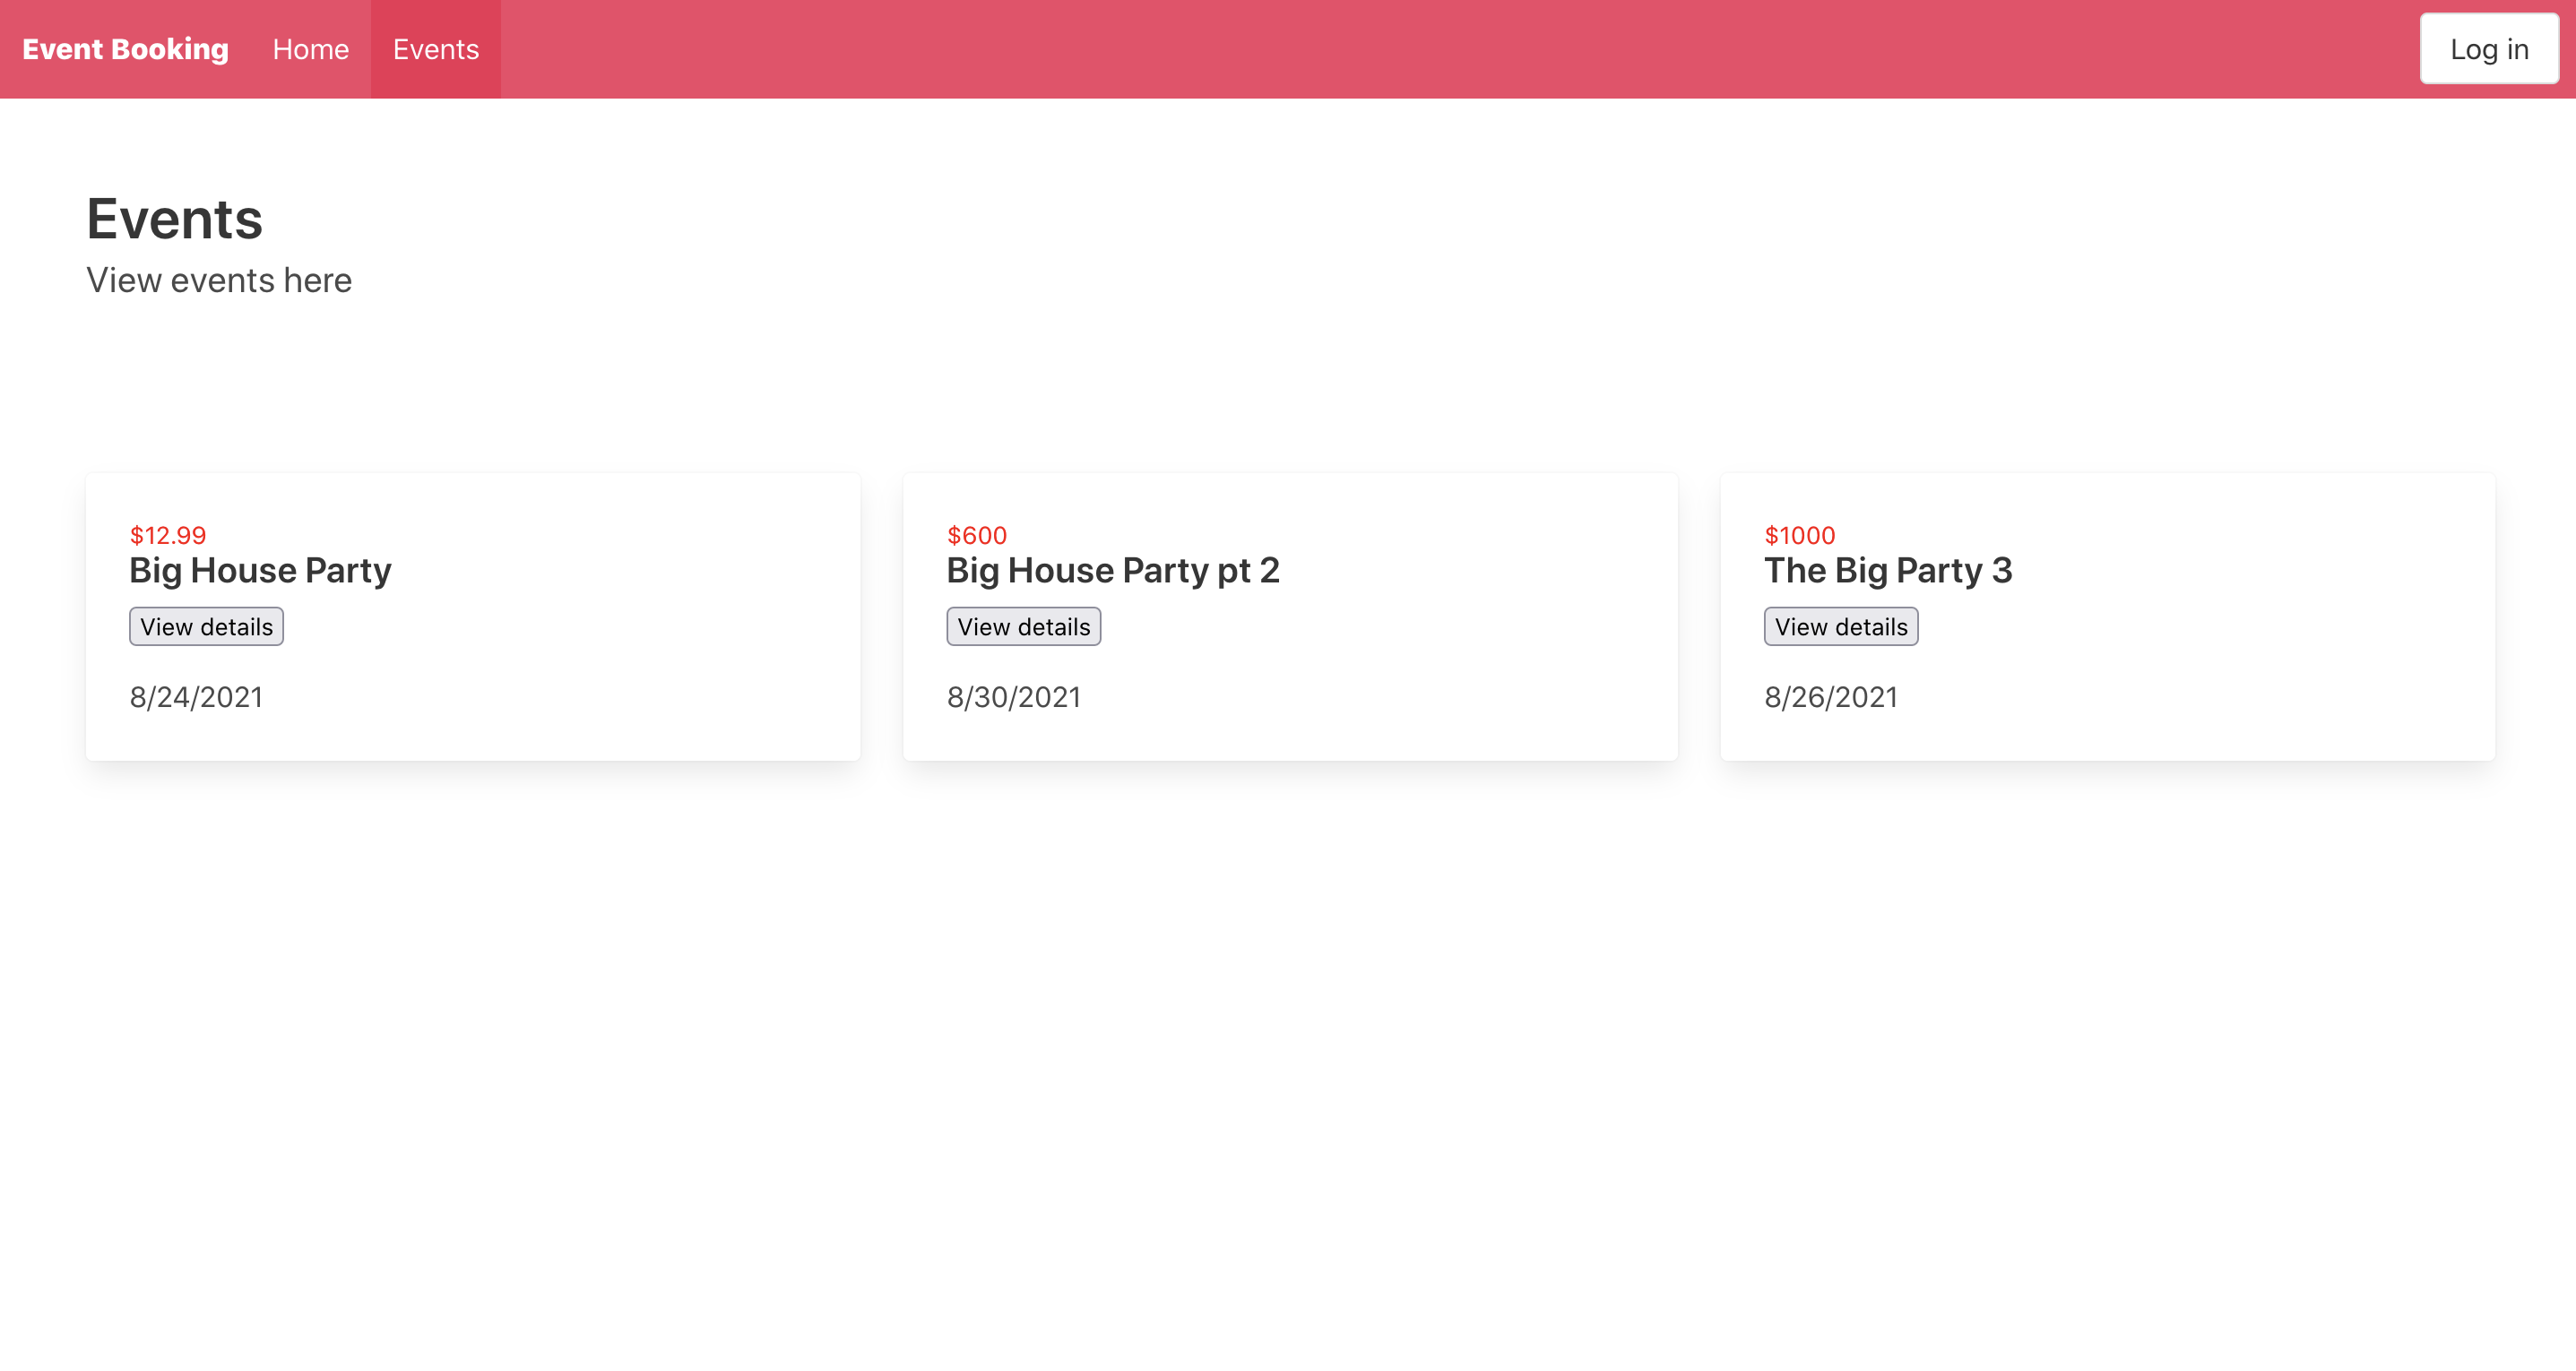 Event Booking Home Events Log in
Events
View events here
$12.99
Big House Party
View details
8/24/2021
$600
Big House Party pt 2
View details
8/30/2021
$1000
The Big Party 3
View details
8/26/2021